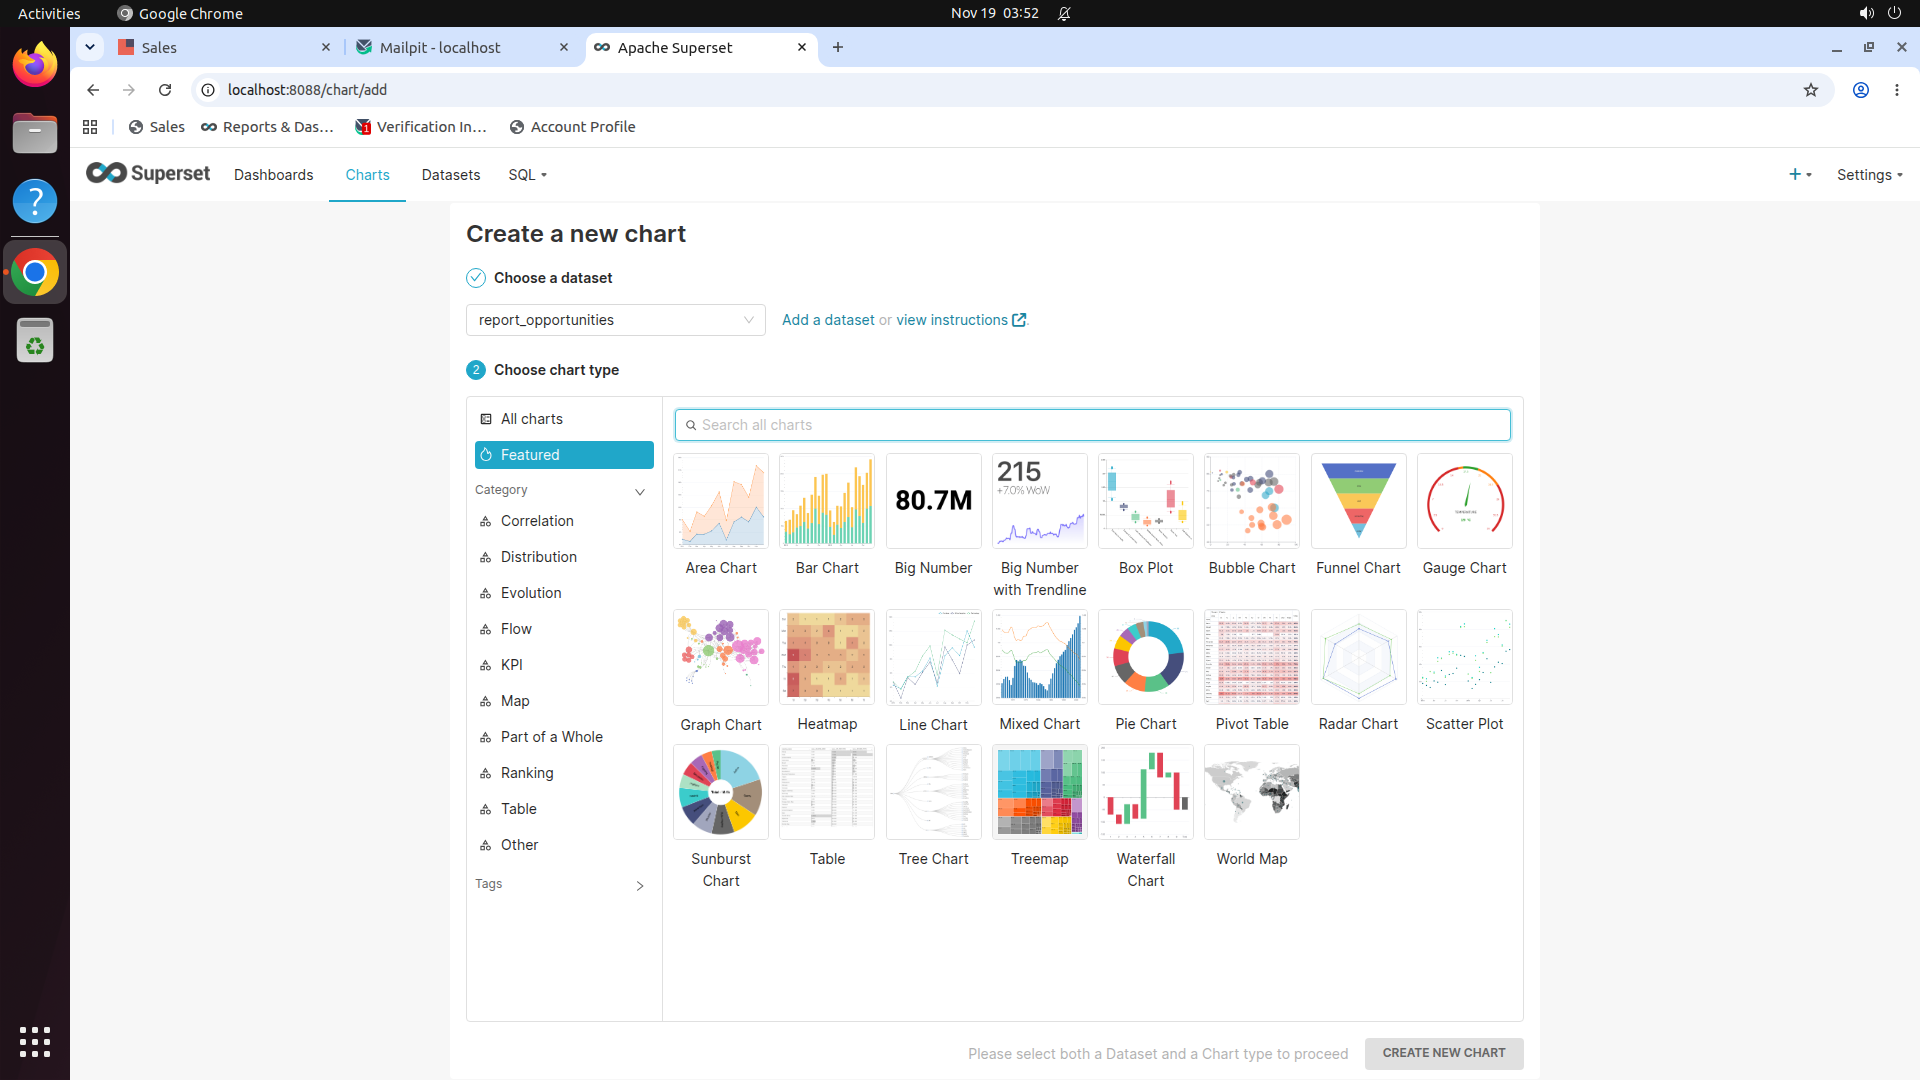 Activities
Google Chrome
Nov 19 03:52
Sales
Mailpit - localhost
Apache Superset
localhost:8088/chart/add
Sales
Reports & Das...
Verification In...
Account Profile
Superset
Dashboards
Charts
Datasets
SQL
Settings
Create a new chart
Choose a dataset
report_opportunities
Add a dataset or view instructions .
2
Choose chart type
All charts
Search all charts
Featured
Category
Correlation
Distribution
Evolution
Flow
KPI
Map
Part of a Whole
Ranking
Table
Other
Tags
80.7M
215
+7.0% WoW
Area Chart
Bar Chart
Big Number
Big Number
with Trendline
Box Plot
Bubble Chart
Funnel Chart
Gauge Chart
Graph Chart
Heatmap
Line Chart
Mixed Chart
Pie Chart
Pivot Table
Radar Chart
Scatter Plot
Sunburst
Chart
Table
Tree Chart
Treemap
Waterfall
Chart
World Map
Please select both a Dataset and a Chart type to proceed
CREATE NEW CHART